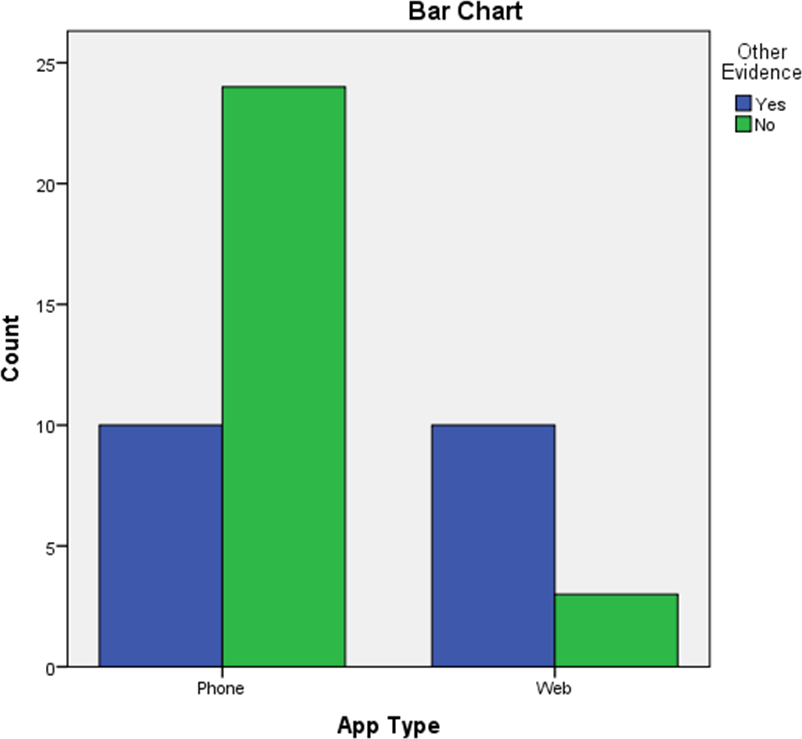 Bar Chart
Other
Evidence
Yes
No
25
20
15
10
5
0
Count
Phone
Web
App Type